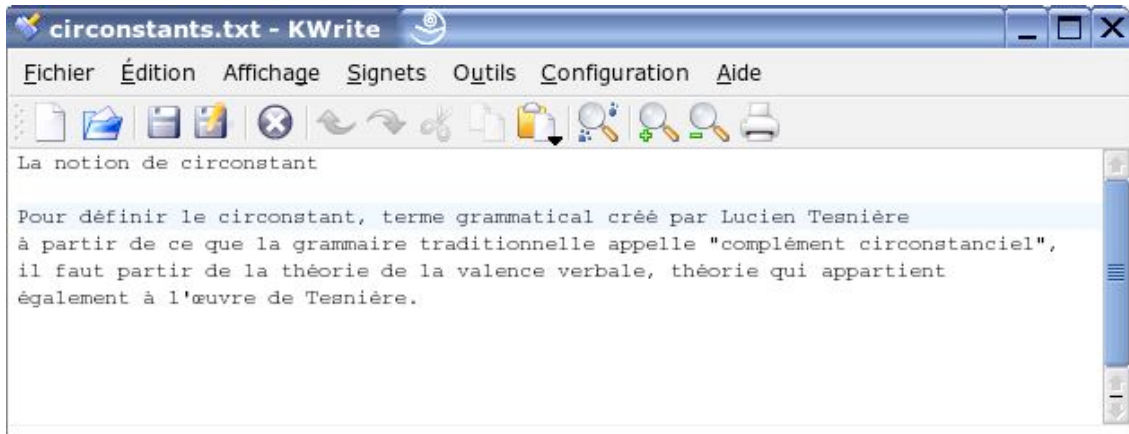 circonstants.txt - KWrite
Fichier Édition Affichage Signets Outils Configuration Aide
La notion de circonstant
Pour définir le circonstant, terme grammatical créé par Lucien Tesnière
à partir de ce que la grammaire traditionnelle appelle "complément circonstanciel",
il faut partir de la théorie de la valence verbale, théorie qui appartient
également à l'œuvre de Tesnière.